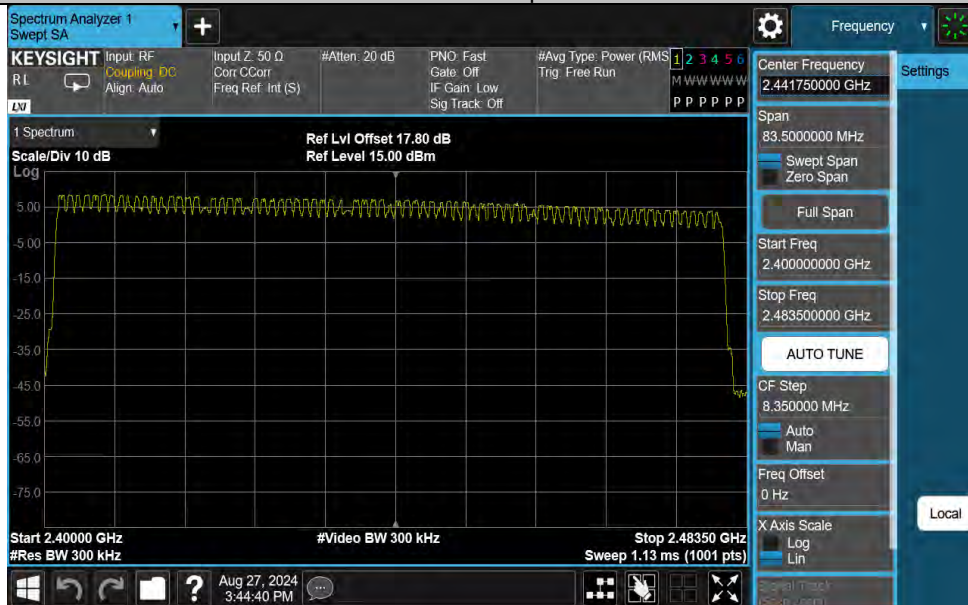 Spectrum Analyzer 1
Swept SA
Frequency
KEYSIGHT
Input: RF
Coupling: DC
Align: Auto
Input Z: 50 Ω
Corr CCorr
Freq Ref: Int (S)
#Atten: 20 dB
PNO: Fast
Gate: Off
IF Gain: Low
Sig Track: Off
#Avg Type: Power (RMS
Trig: Free Run
1 2 3 4 5 6
M W W W W W
P P P P P P
R L
LXI
Center Frequency
2.441750000 GHz
Settings
Span
83.5000000 MHz
Swept Span
Zero Span
Full Span
Start Freq
2.400000000 GHz
Stop Freq
2.483500000 GHz
AUTO TUNE
CF Step
8.350000 MHz
Auto
Man
Freq Offset
0 Hz
X Axis Scale
Log
Lin
Signal Track
Local
1 Spectrum
Scale/Div 10 dB
Log
Ref Lvl Offset 17.80 dB
Ref Level 15.00 dBm
5.00
-5.00
-15.0
-25.0
-35.0
-45.0
-55.0
-65.0
-75.0
Start 2.40000 GHz
#Res BW 300 kHz
#Video BW 300 kHz
Stop 2.48350 GHz
Sweep 1.13 ms (1001 pts)
?
Aug 27, 2024
3:44:40 PM